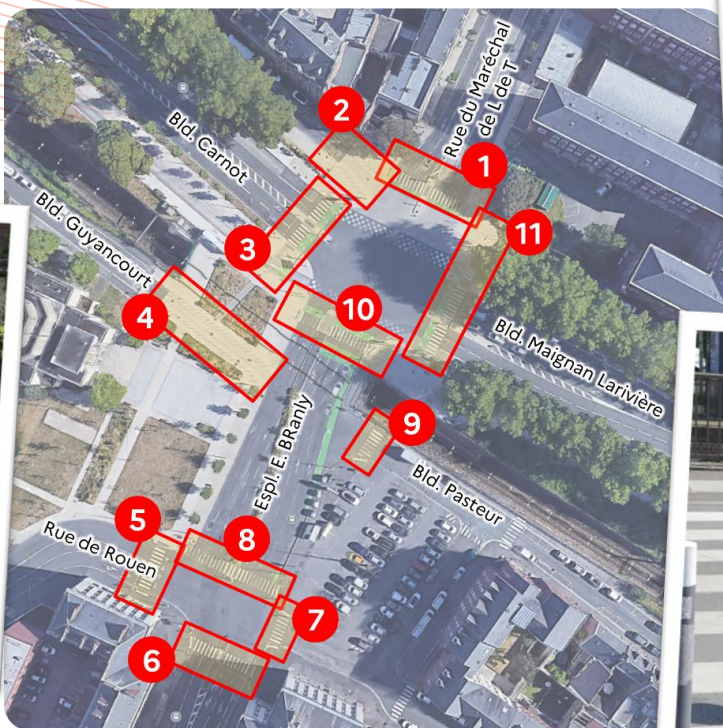 2
Rue du Maréchal
de L de T
1
Bld. Carnot
3
11
Bld. Guyancourt
4
10
Bld. Maignan Larivière
9
Espl. E. BRanly
Bld. Pasteur
5
8
Rue de Rouen
7
6